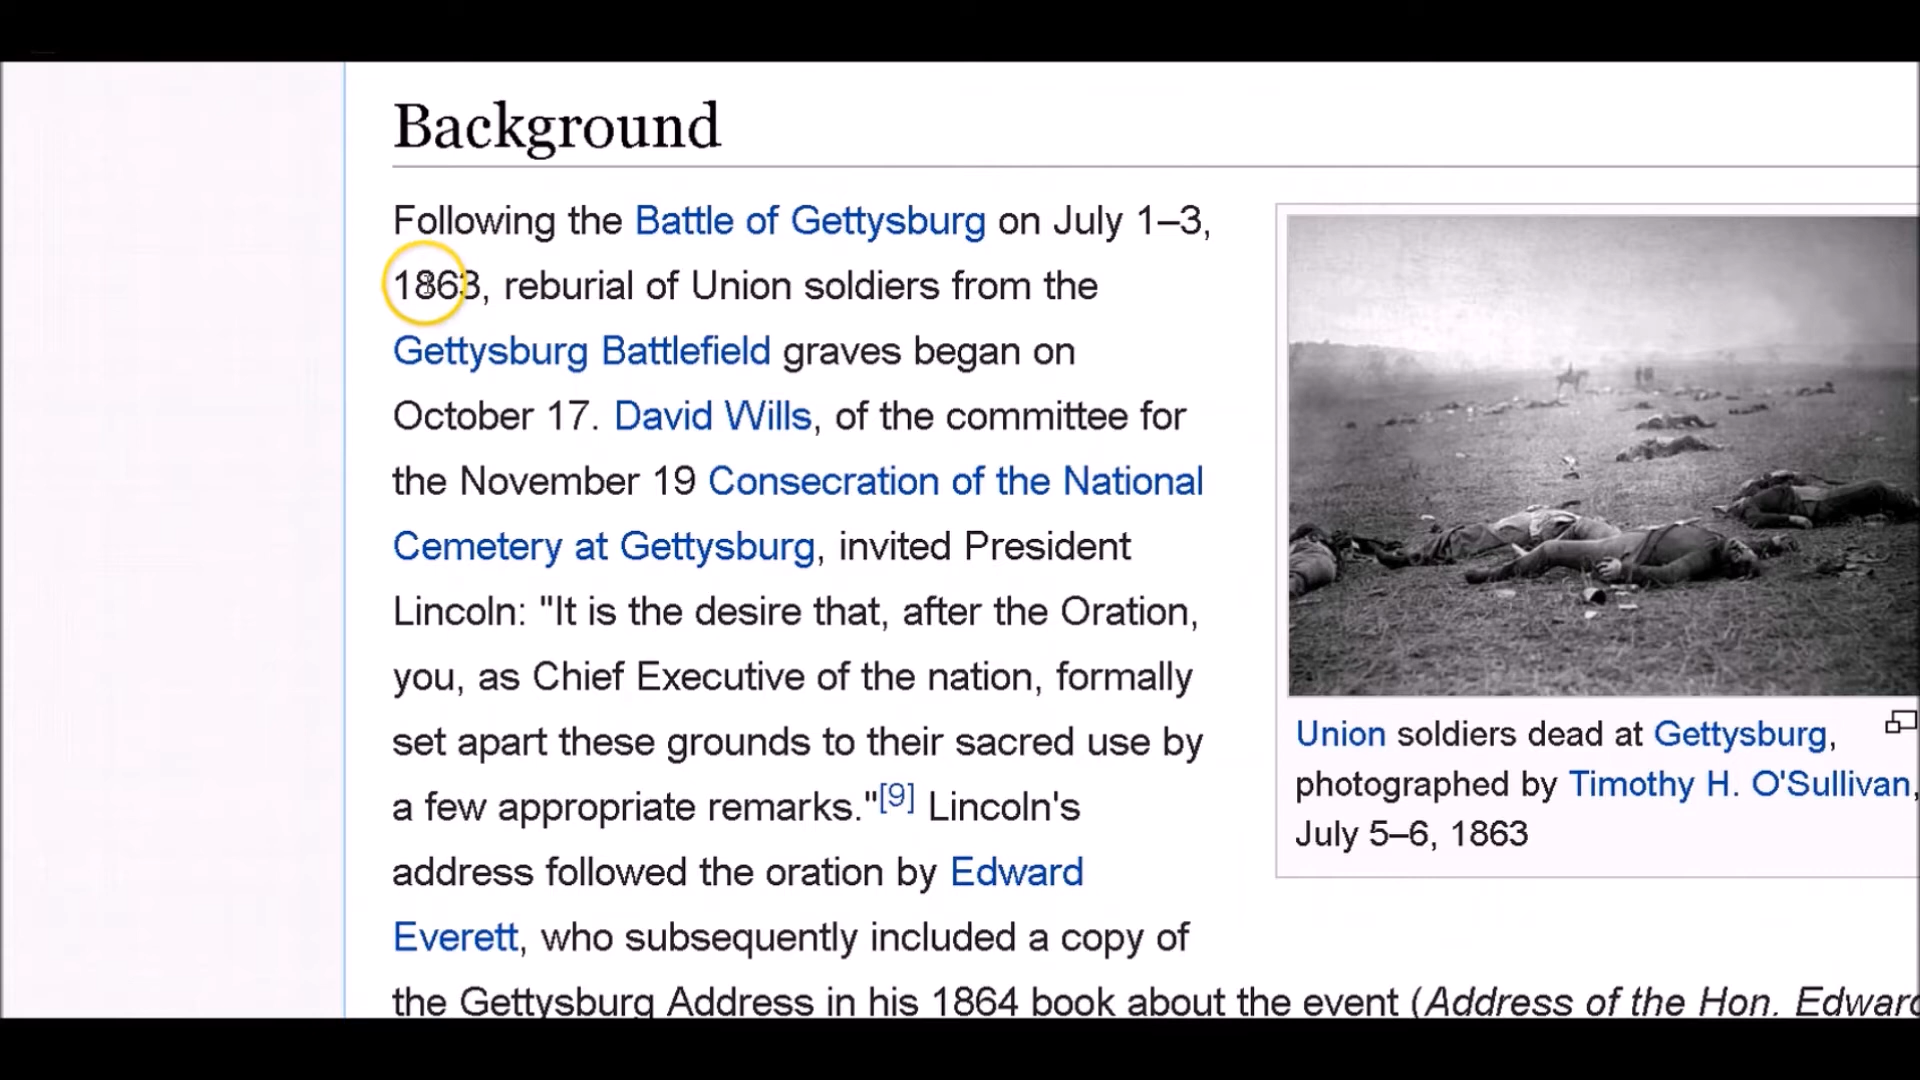 Background
Following the Battle of Gettysburg on July 1–3,
1863, reburial of Union soldiers from the
Gettysburg Battlefield graves began on
October 17. David Wills, of the committee for
the November 19 Consecration of the National
Cemetery at Gettysburg, invited President
Lincoln: "It is the desire that, after the Oration,
you, as Chief Executive of the nation, formally
set apart these grounds to their sacred use by
a few appropriate remarks."[9] Lincoln's
address followed the oration by Edward
Everett, who subsequently included a copy of
the Gettysburg Address in his 1864 book about the event (Address of the Hon. Edward
Union soldiers dead at Gettysburg,
photographed by Timothy H. O'Sullivan,
July 5–6, 1863